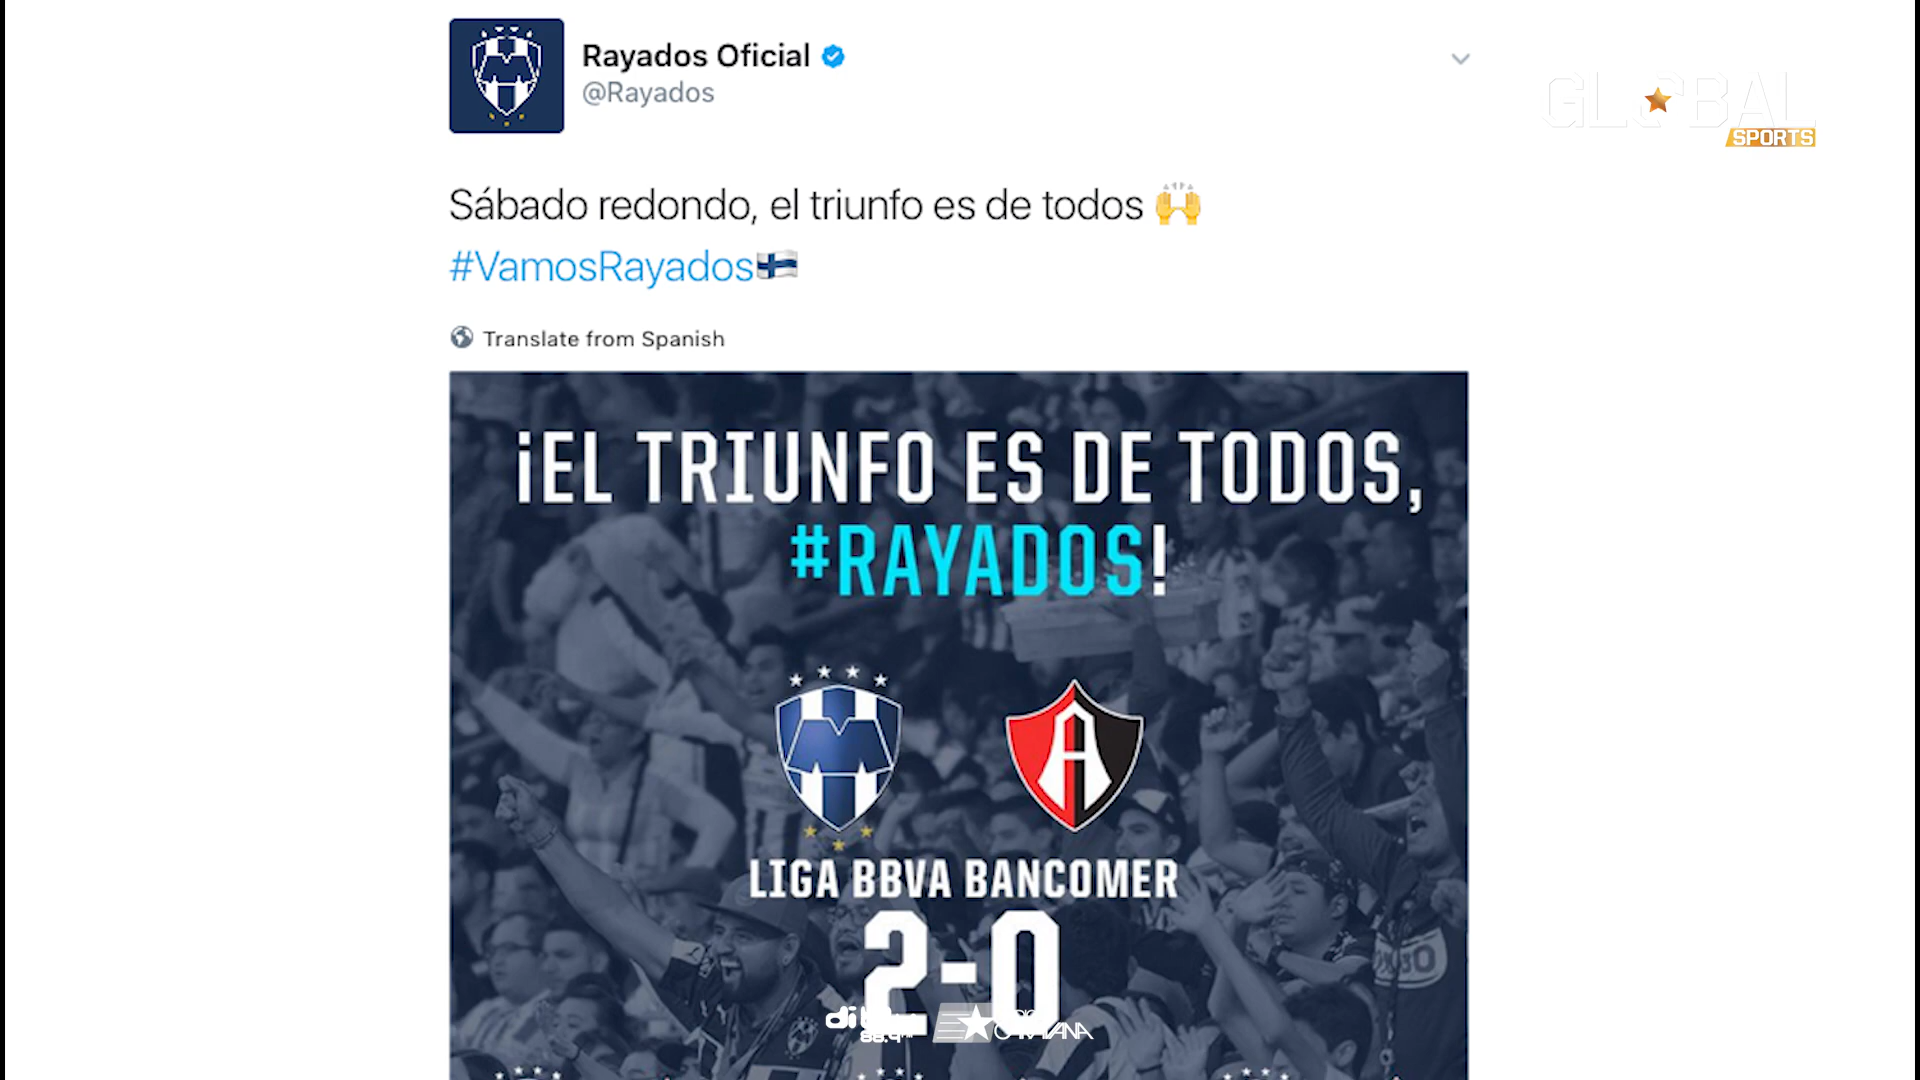 Rayados Oficial
@Rayados
GLOBAL
SPORTS
Sábado redondo, el triunfo es de todos 🙌
#VamosRayados🇫🇮
Translate from Spanish
¡EL TRIUNFO ES DE TODOS,
#RAYADOS!
LIGA BBVA BANCOMER
2-0